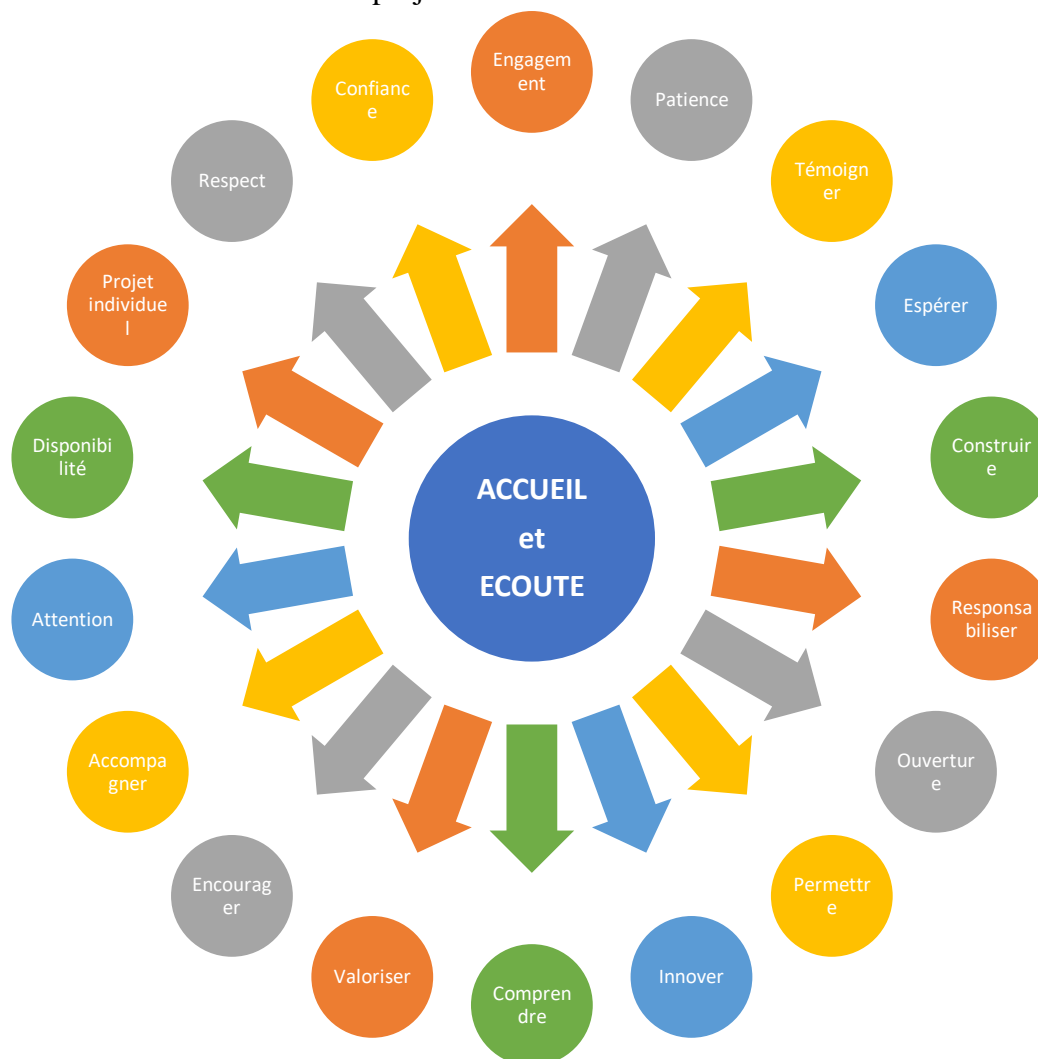 Engagem
ent
Patience
Témoign
er
Espérer
Construir
e
Responsa
biliser
Ouvertur
e
Permettr
e
Innover
Compren
dre
Valoriser
Encourag
er
Accompa
gner
Attention
Disponibi
lité
Projet
individue
l
Respect
Confianc
e
ACCUEIL
et
ECOUTE